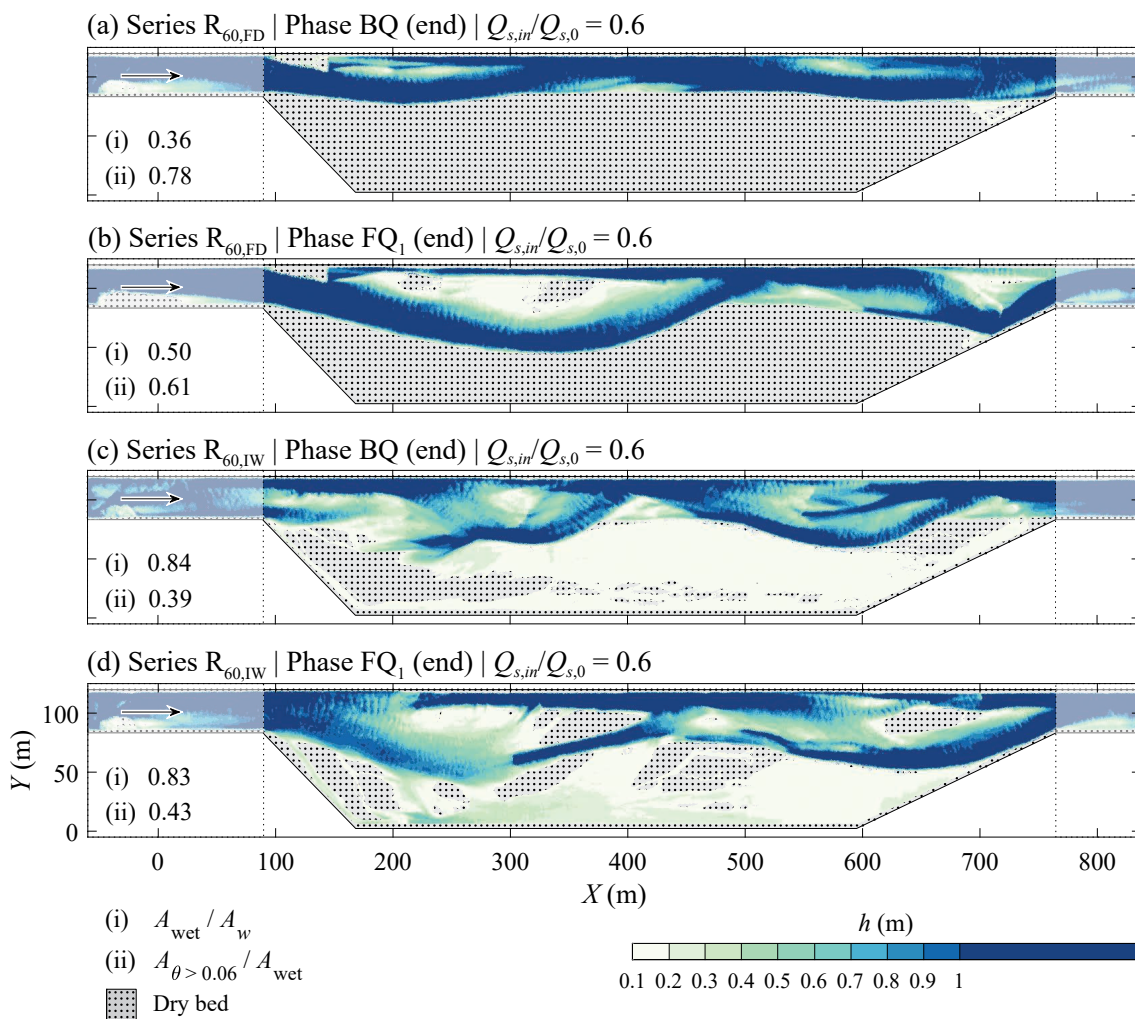 (a) Series R60,FD | Phase BQ (end) | Qs,in/Qs,0 = 0.6
(i) 0.36
(ii) 0.78
(b) Series R60,FD | Phase FQ1 (end) | Qs,in/Qs,0 = 0.6
(i) 0.50
(ii) 0.61
(c) Series R60,IW | Phase BQ (end) | Qs,in/Qs,0 = 0.6
(i) 0.84
(ii) 0.39
(d) Series R60,IW | Phase FQ1 (end) | Qs,in/Qs,0 = 0.6
100
50
0
Y (m)
(i) 0.83
(ii) 0.43
0 100 200 300 400 500 600 700 800
X (m)
(i) Awet / Aw
(ii) Aθ > 0.06 / Awet
Dry bed
h (m)
0.1 0.2 0.3 0.4 0.5 0.6 0.7 0.8 0.9 1